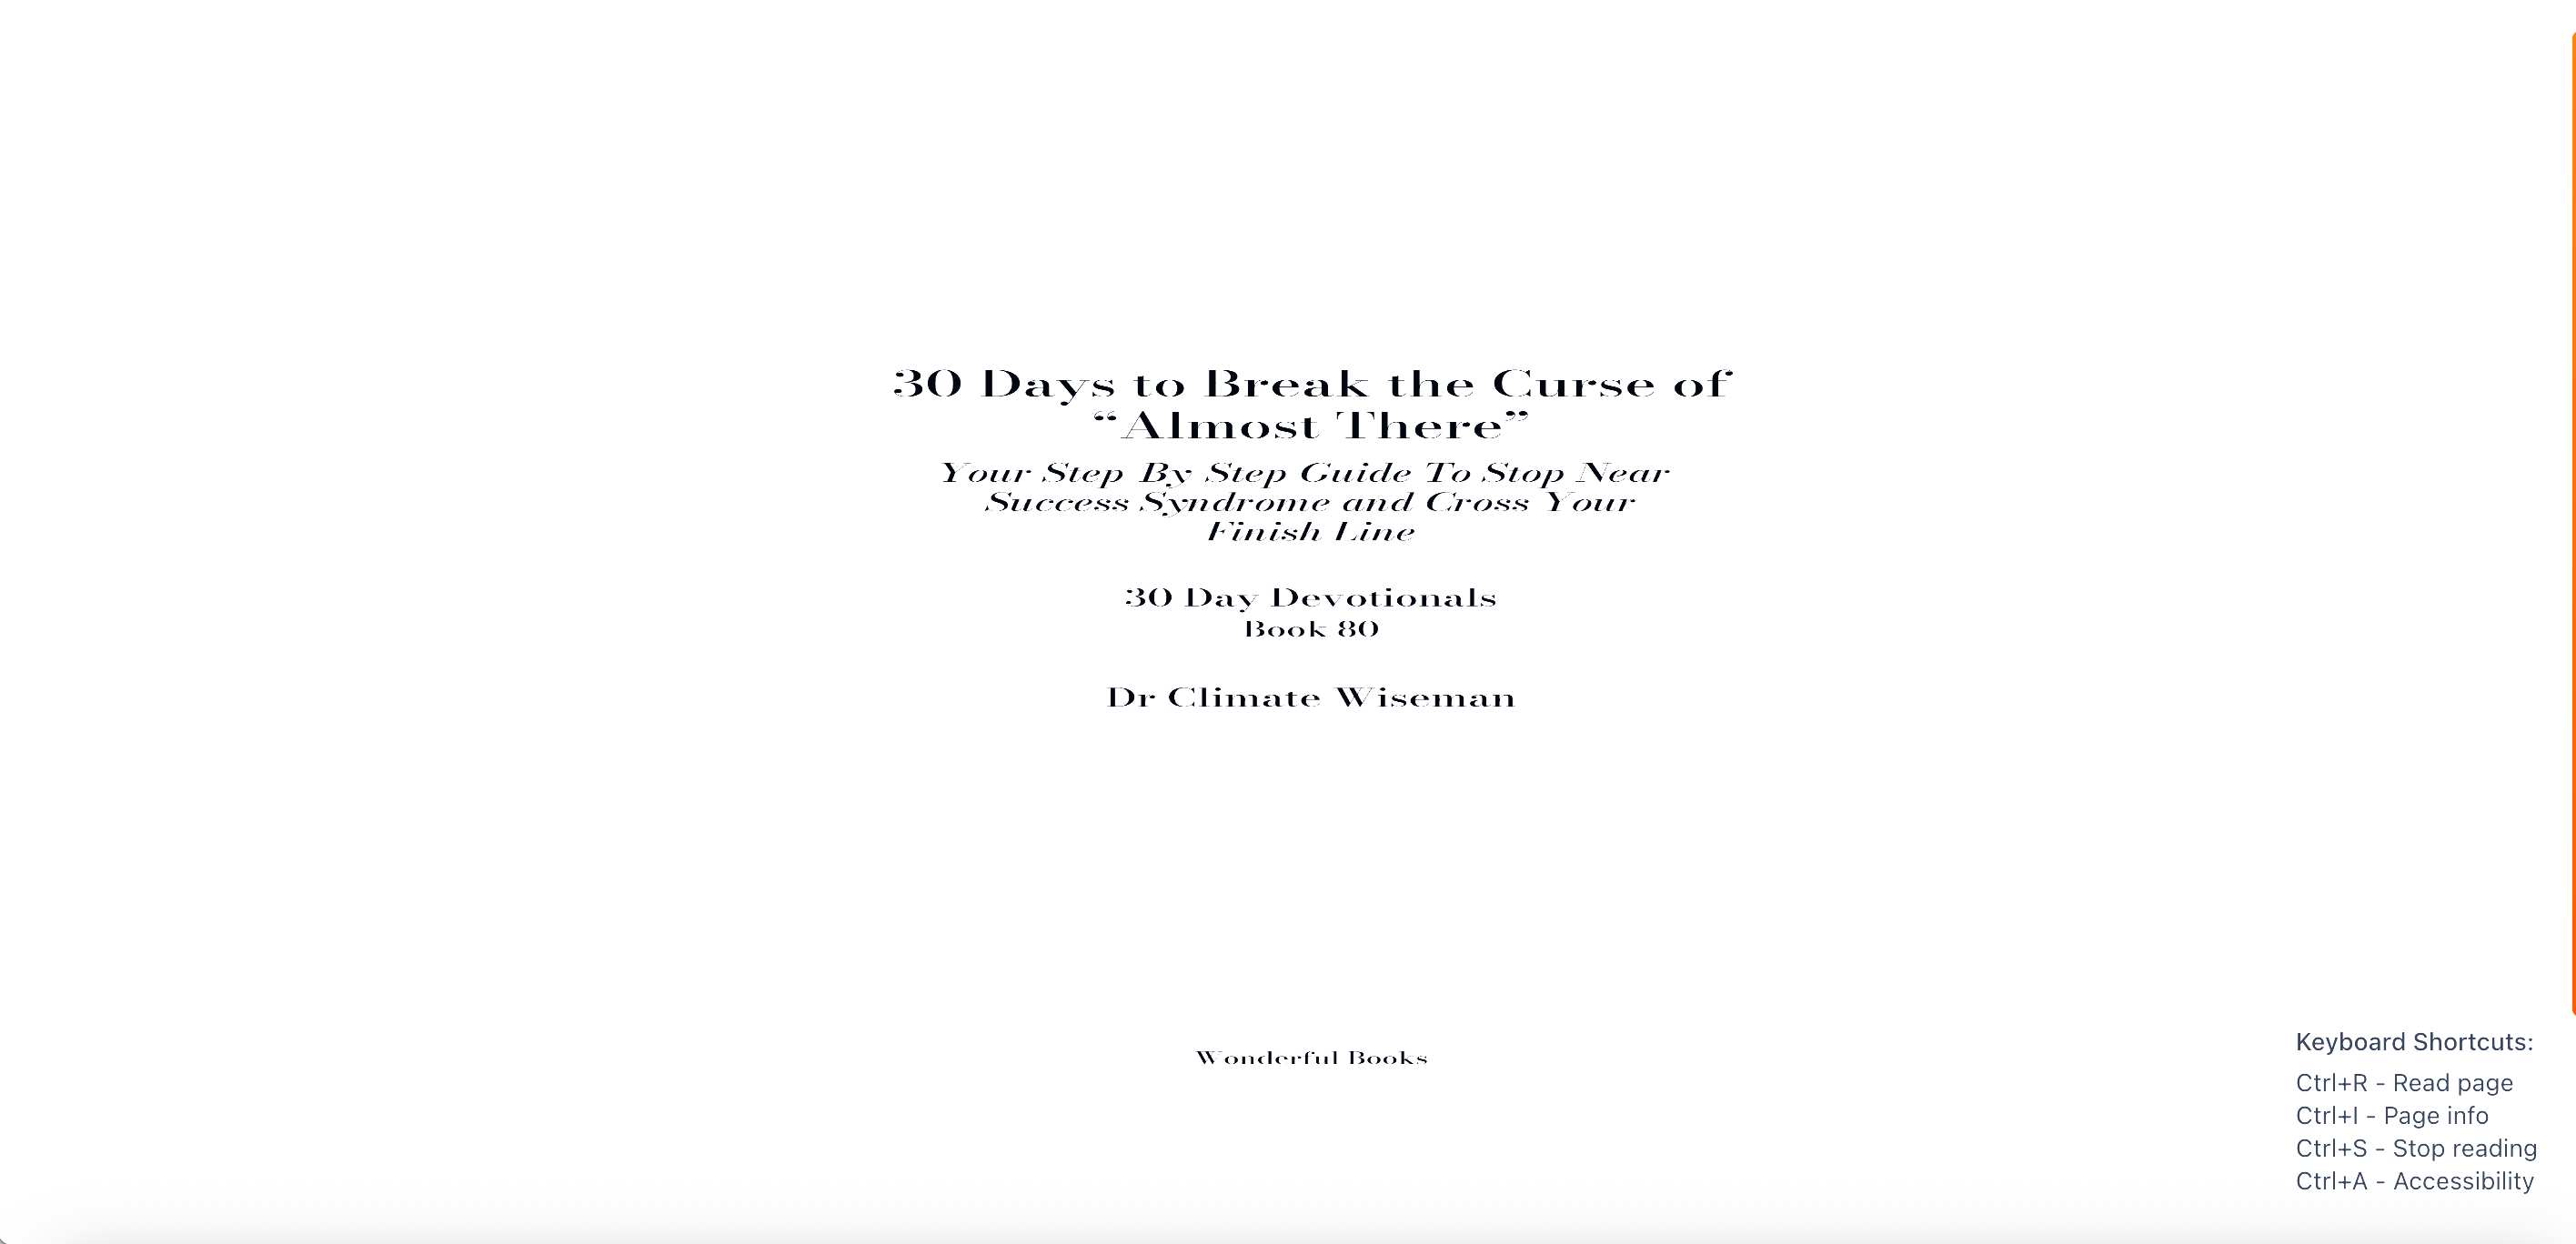 30 Days to Break the Curse of
“Almost There”
Your Step By Step Guide To Stop Near
Success Syndrome and Cross Your
Finish Line
30 Day Devotionals
Book 80
Dr Climate Wiseman
Wonderful Books
Keyboard Shortcuts:
Ctrl+R - Read page
Ctrl+I - Page info
Ctrl+S - Stop reading
Ctrl+A - Accessibility